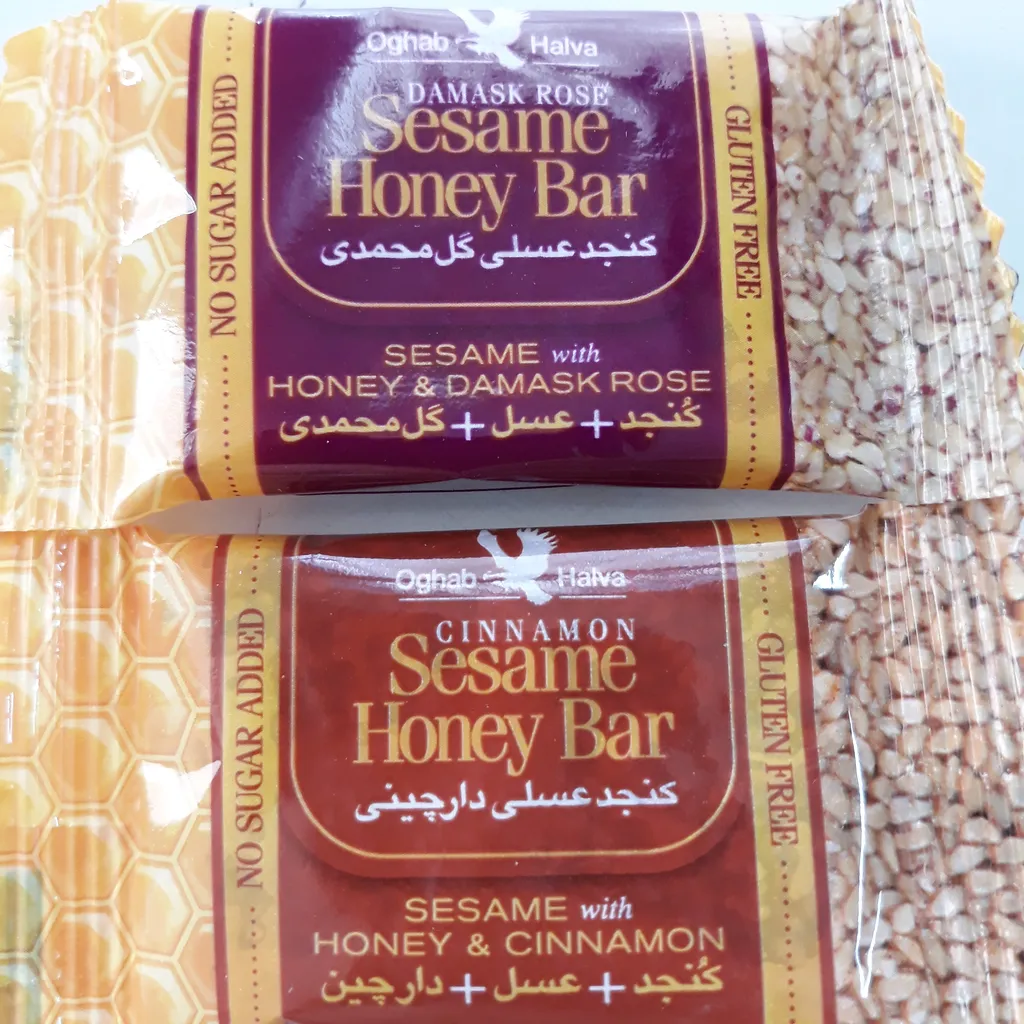 Oghab Halva
DAMASK ROSE
Sesame
Honey Bar
کنجد عسلی گل محمدی
NO SUGAR ADDED
GLUTEN FREE
SESAME with
HONEY & DAMASK ROSE
کُنجد + عسل + گل محمدی
Oghab Halva
CINNAMON
Sesame
Honey Bar
کنجد عسلی دارچینی
NO SUGAR ADDED
GLUTEN FREE
SESAME with
HONEY & CINNAMON
کُنجد + عسل + دارچین